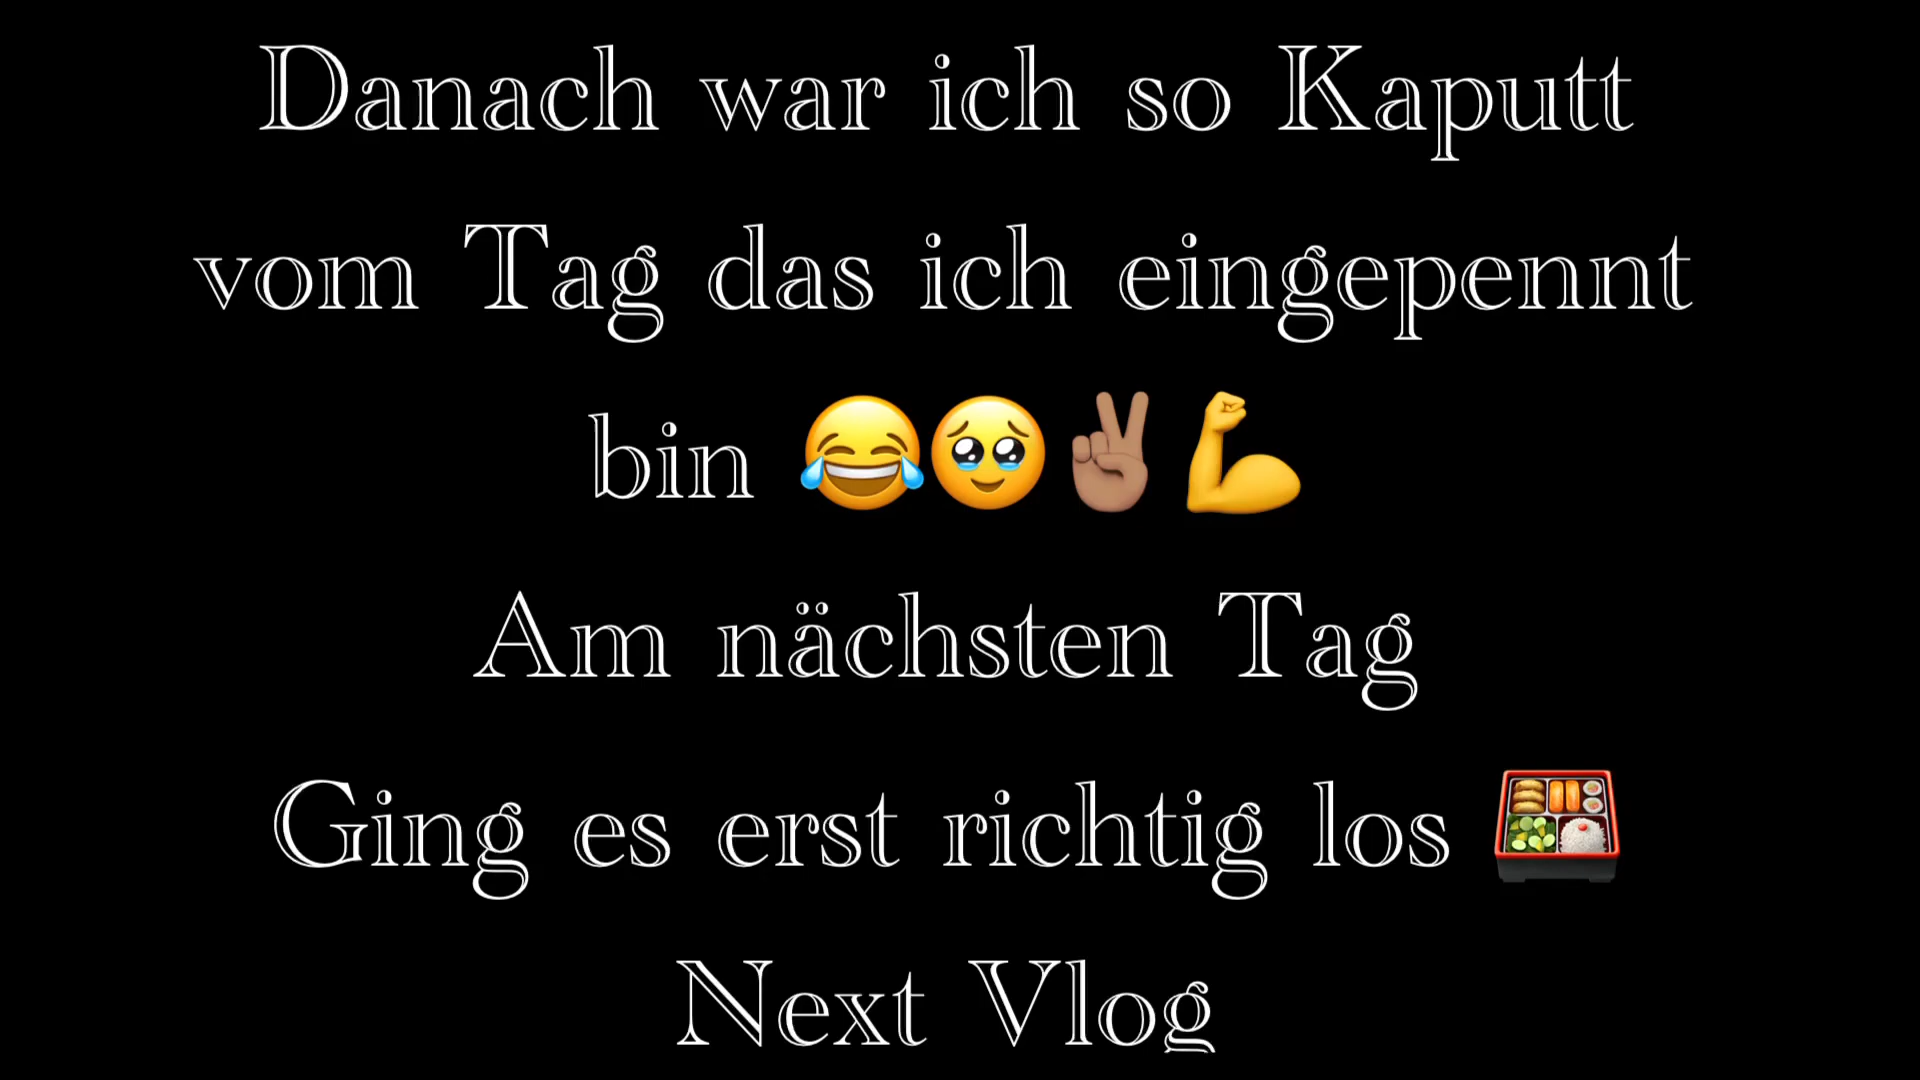 Danach war ich so Kaputt
vom Tag das ich eingepennt
bin 😂🥹✌🏽💪
Am nächsten Tag
Ging es erst richtig los 🍱
Next Vlog